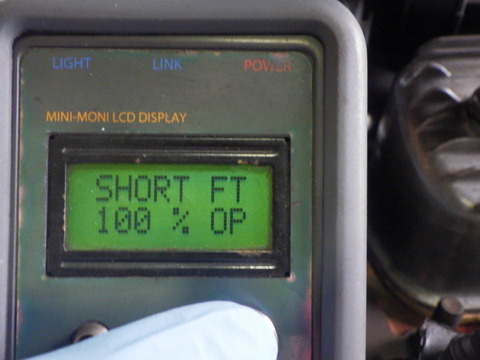 LIGHT LINK POWER
MINI-MONI LCD DISPLAY
SHORT FT
100 % OP